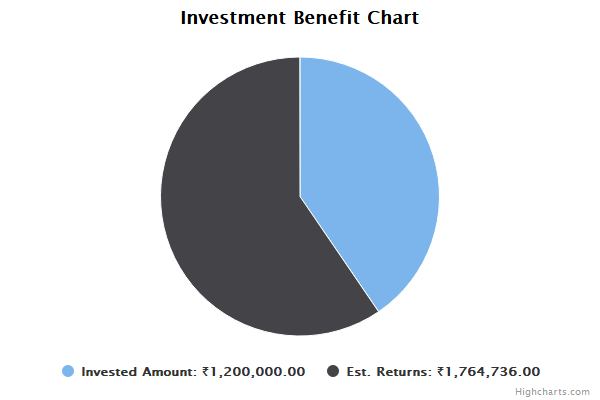 Investment Benefit Chart
Invested Amount: ₹1,200,000.00 Est. Returns: ₹1,764,736.00
Highcharts.com